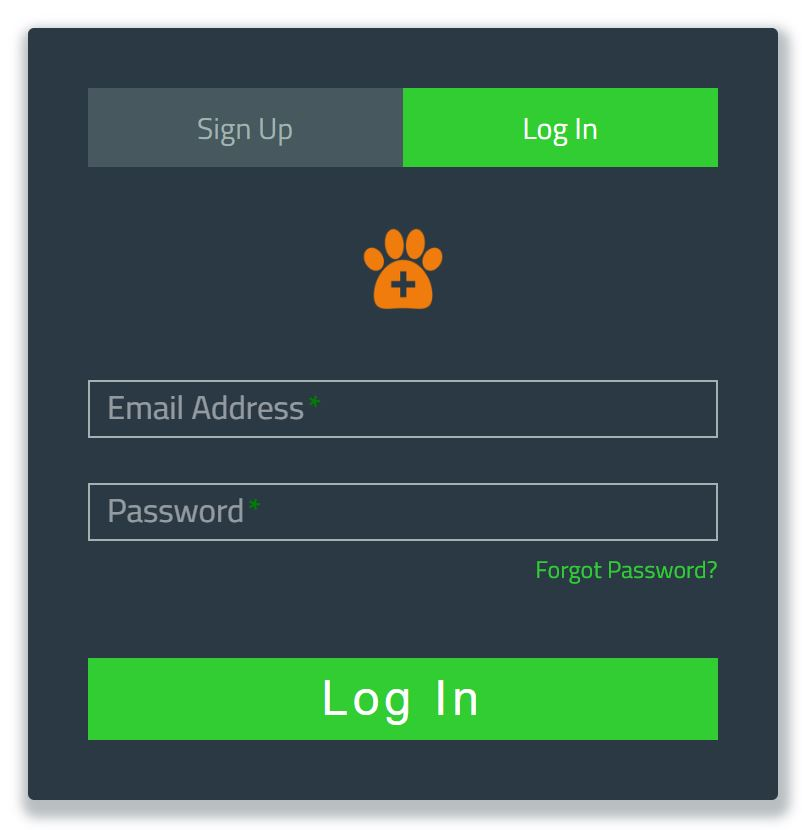 Sign Up
Log In
Email Address*
Password*
Forgot Password?
Log In